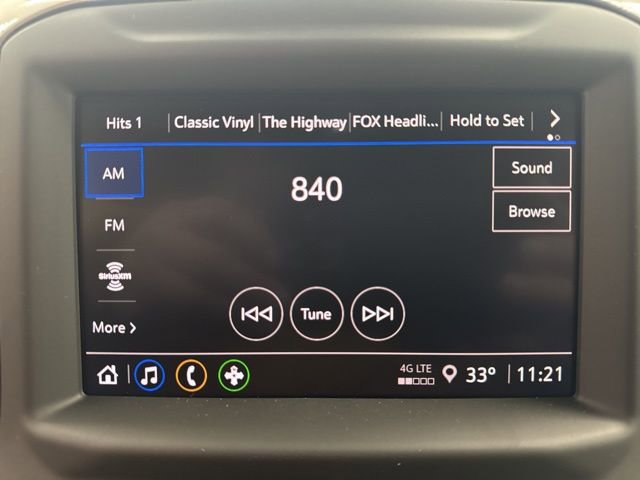 Hits 1 Classic Vinyl The Highway FOX Headli... Hold to Set
AM
840
Sound
FM
Browse
SiriusXM
Tune
More
4G LTE
33° 11:21